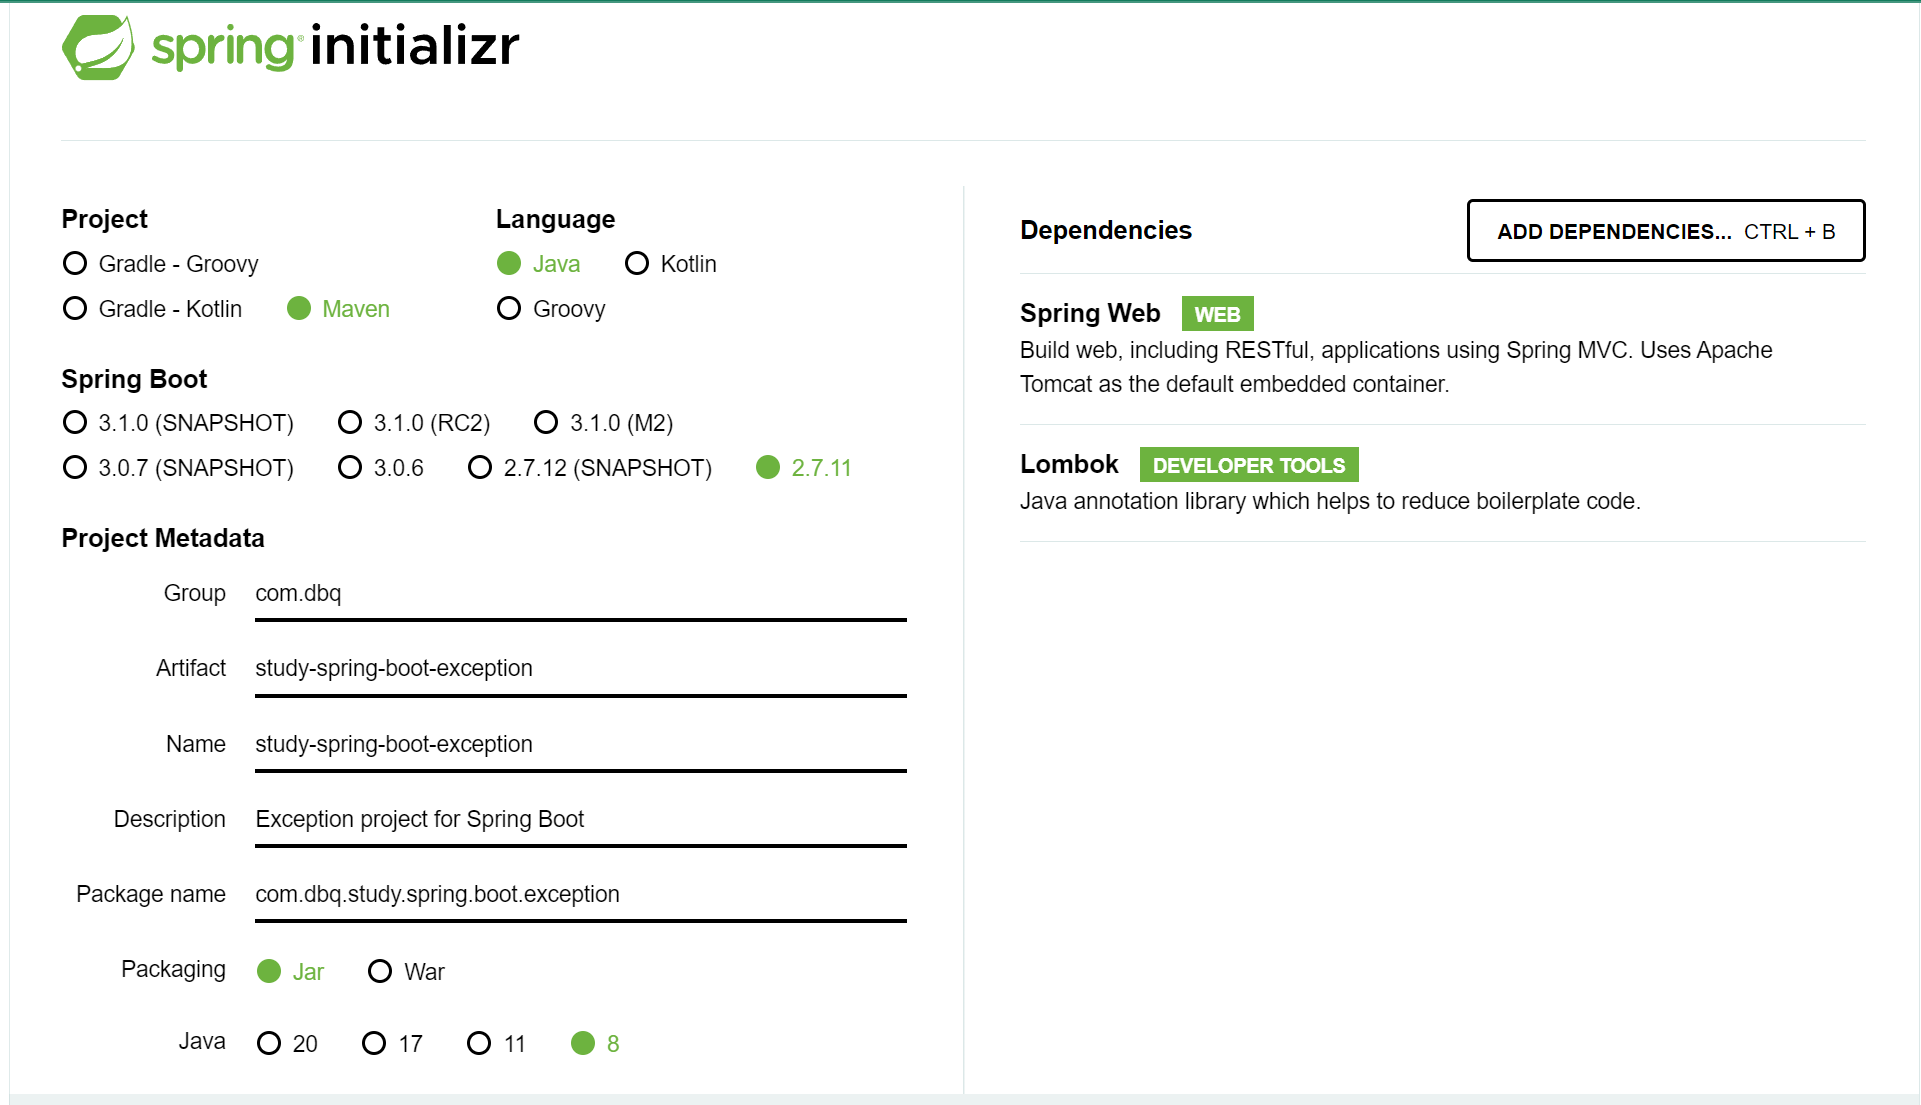 spring initializr
Project
Gradle - Groovy
Gradle - Kotlin Maven
Language
Java Kotlin
Groovy
Spring Boot
3.1.0 (SNAPSHOT) 3.1.0 (RC2) 3.1.0 (M2)
3.0.7 (SNAPSHOT) 3.0.6 2.7.12 (SNAPSHOT) 2.7.11
Project Metadata
Group com.dbq
Artifact study-spring-boot-exception
Name study-spring-boot-exception
Description Exception project for Spring Boot
Package name com.dbq.study.spring.boot.exception
Packaging Jar War
Java 20 17 11 8
Dependencies ADD DEPENDENCIES... CTRL + B
Spring Web WEB
Build web, including RESTful, applications using Spring MVC. Uses Apache
Tomcat as the default embedded container.
Lombok DEVELOPER TOOLS
Java annotation library which helps to reduce boilerplate code.